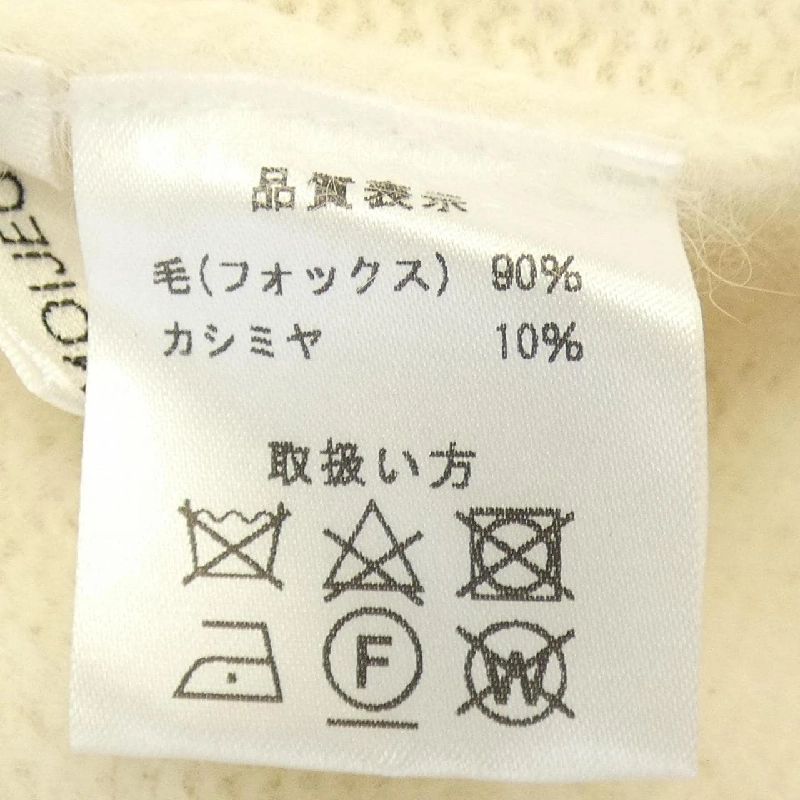 品質表示
毛(フォックス) 90%
カシミヤ 10%
取扱い方
F
W
MOIJEO